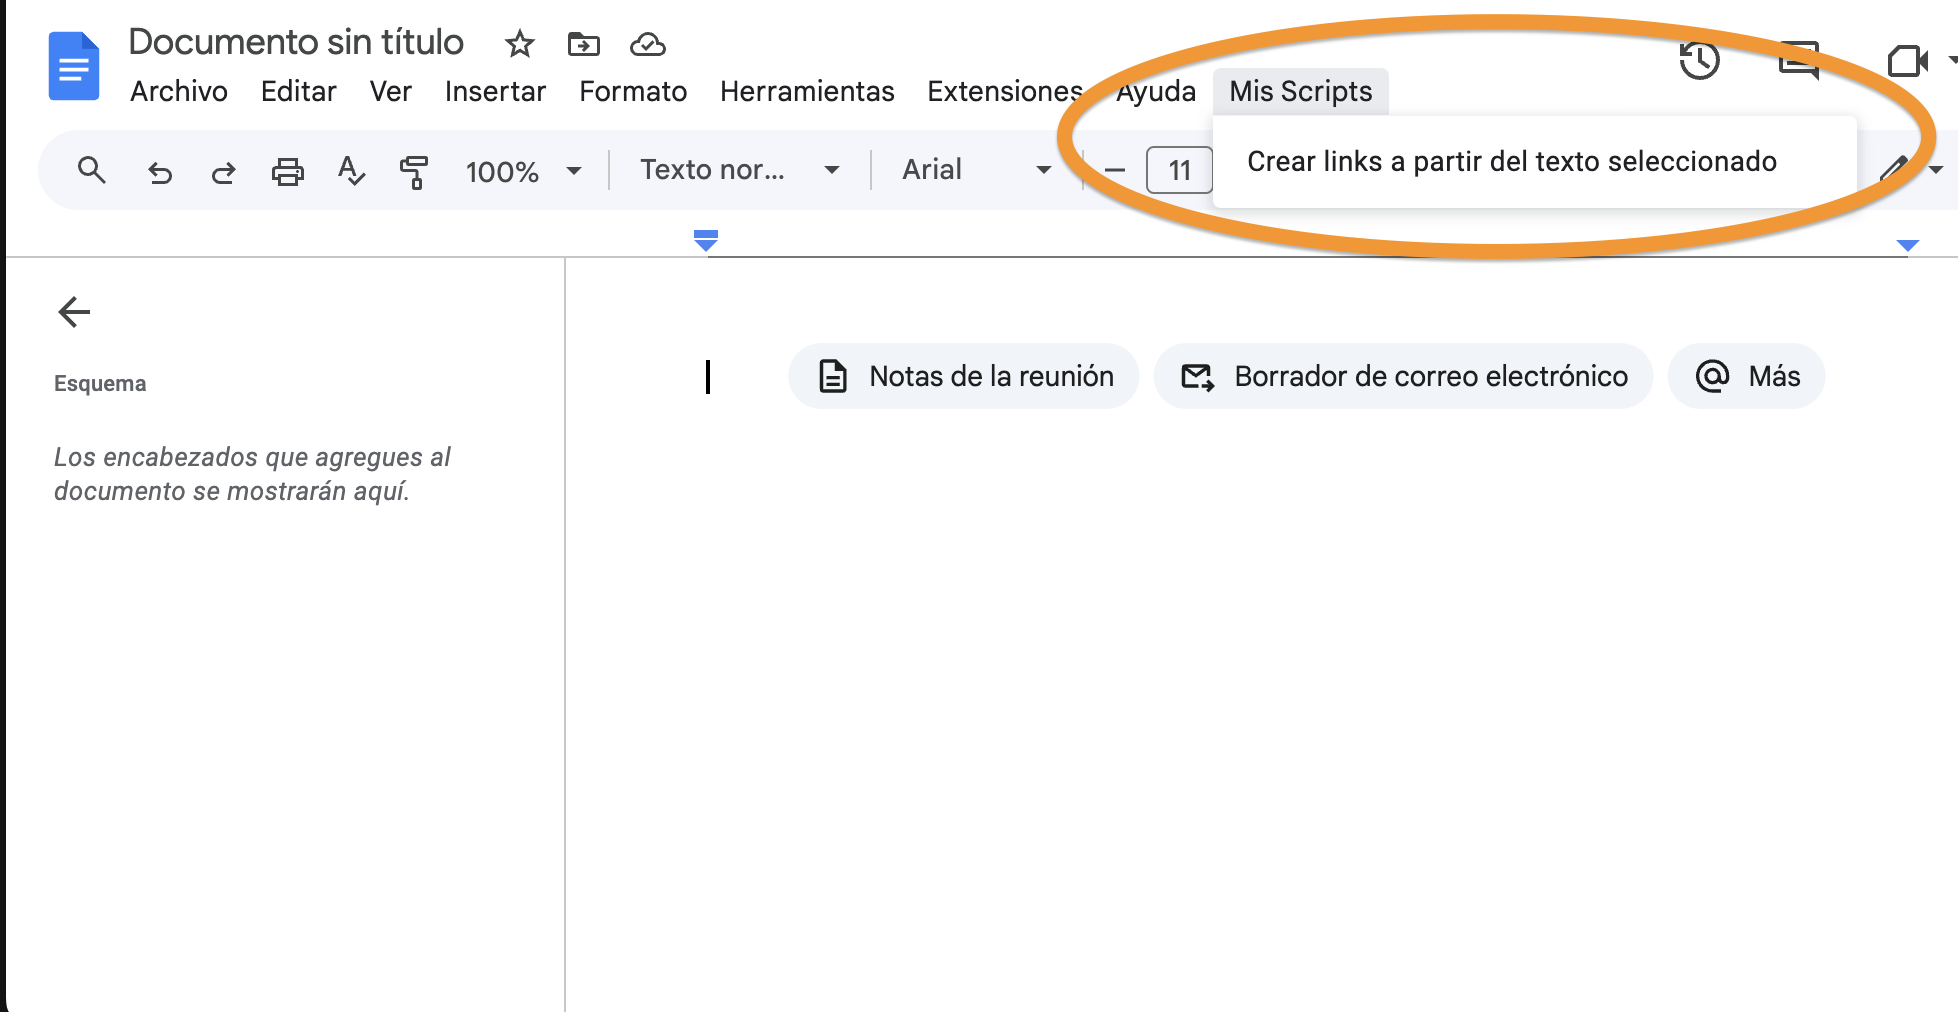 Documento sin título
Archivo Editar Ver Insertar Formato Herramientas Extensiones Ayuda Mis Scripts
100% Texto nor... Arial 11 Crear links a partir del texto seleccionado
Esquema
Los encabezados que agregues al
documento se mostrarán aquí.
Notas de la reunión Borrador de correo electrónico Más